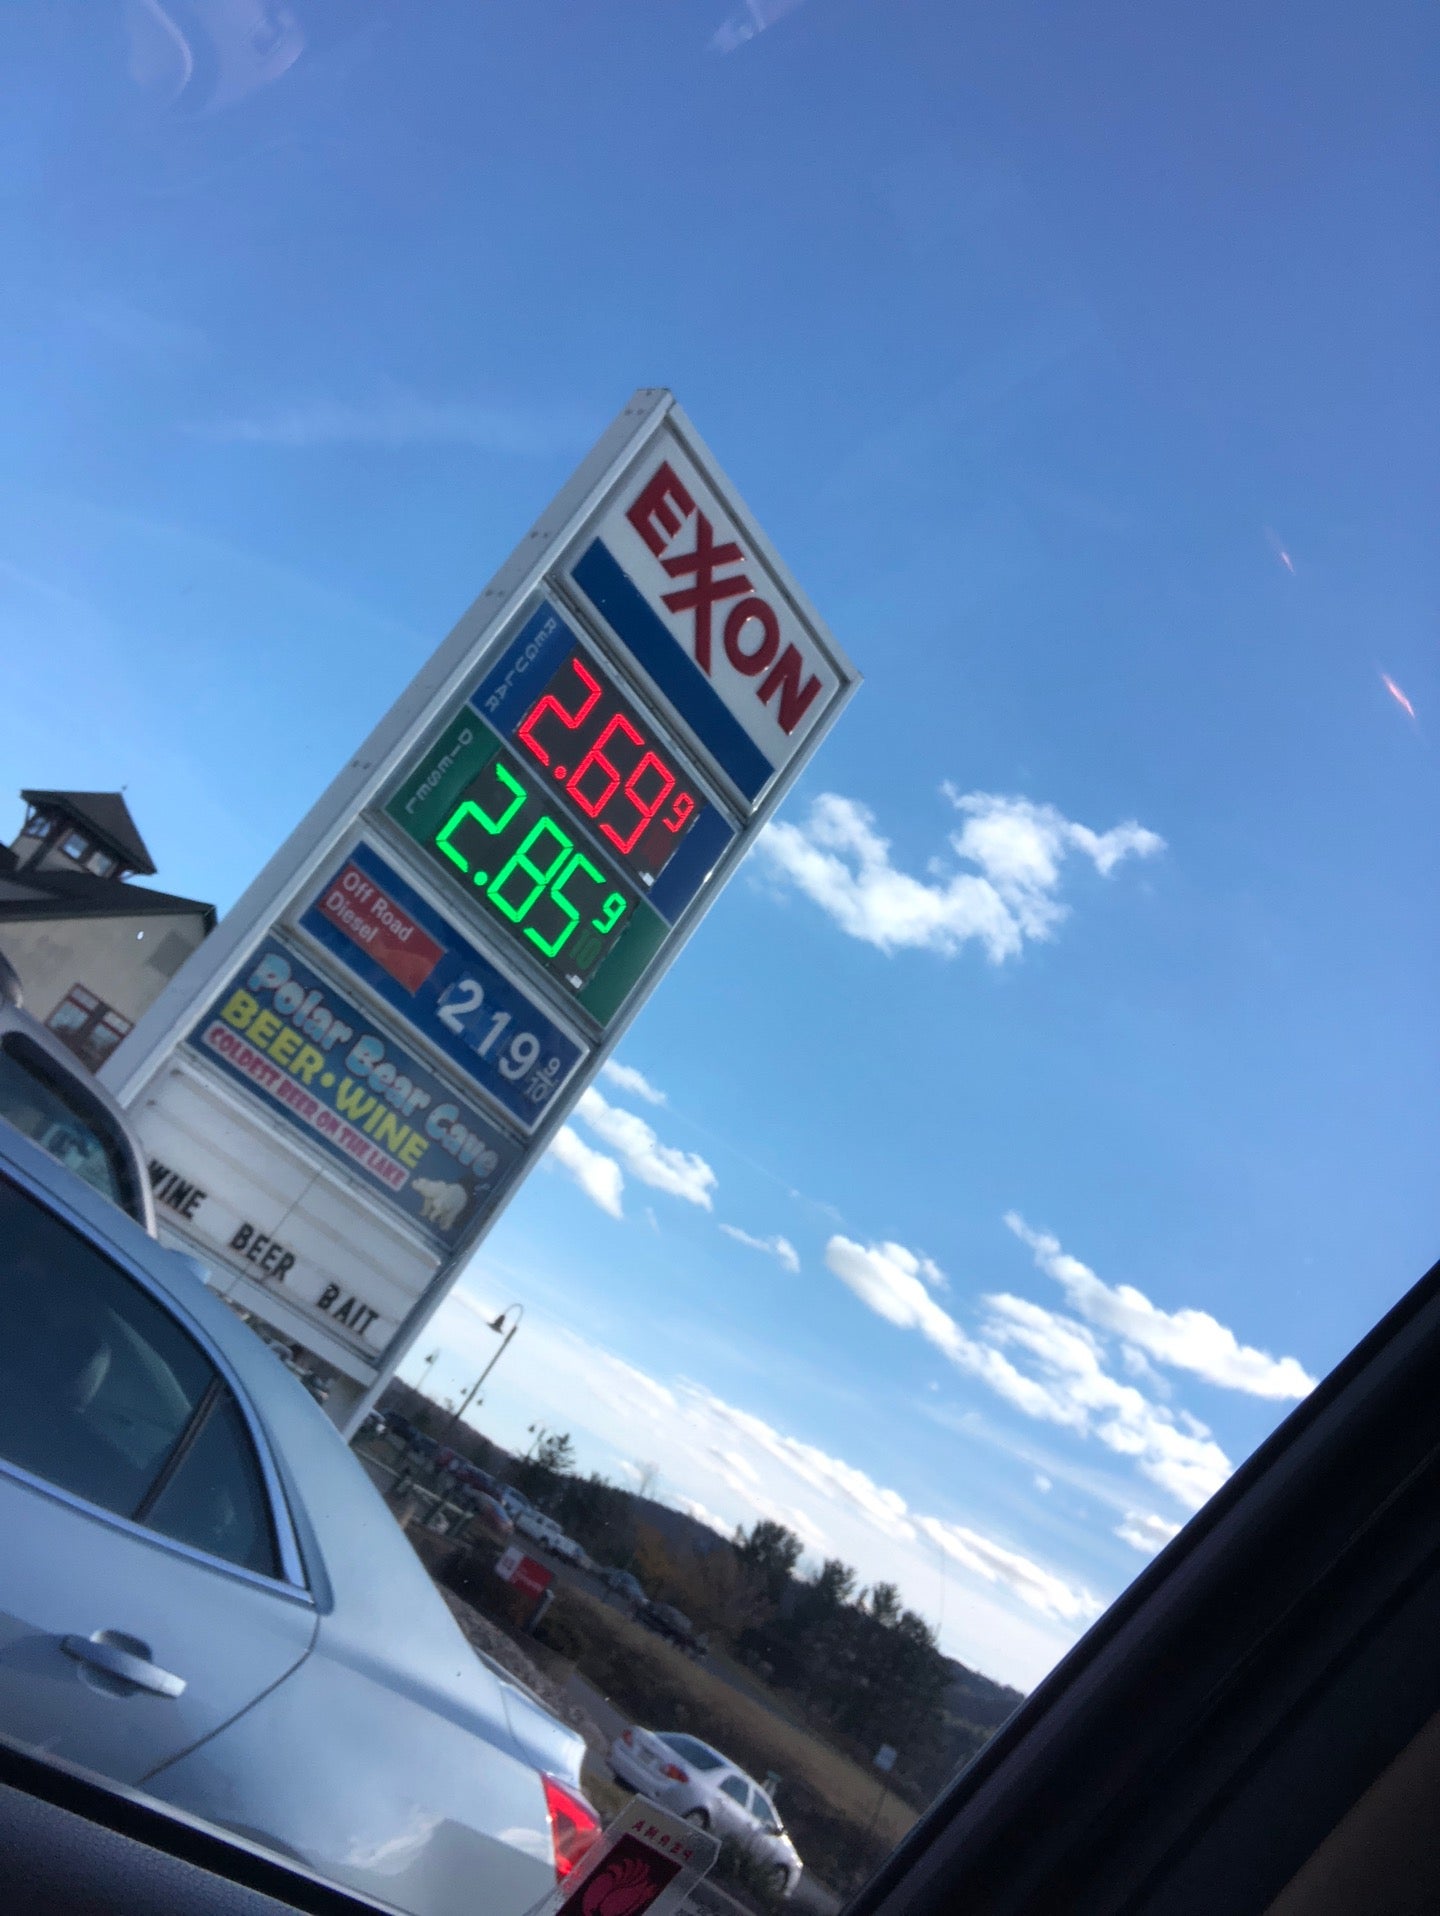 EXXON
REGULAR
2.69 9
DIESEL
2.85 9
10
Off Road
Diesel
2 19 9/10
Polar Bear Cave
BEER • WINE
COLDEST BEER ON THE LAKE
WINE BEER BAIT